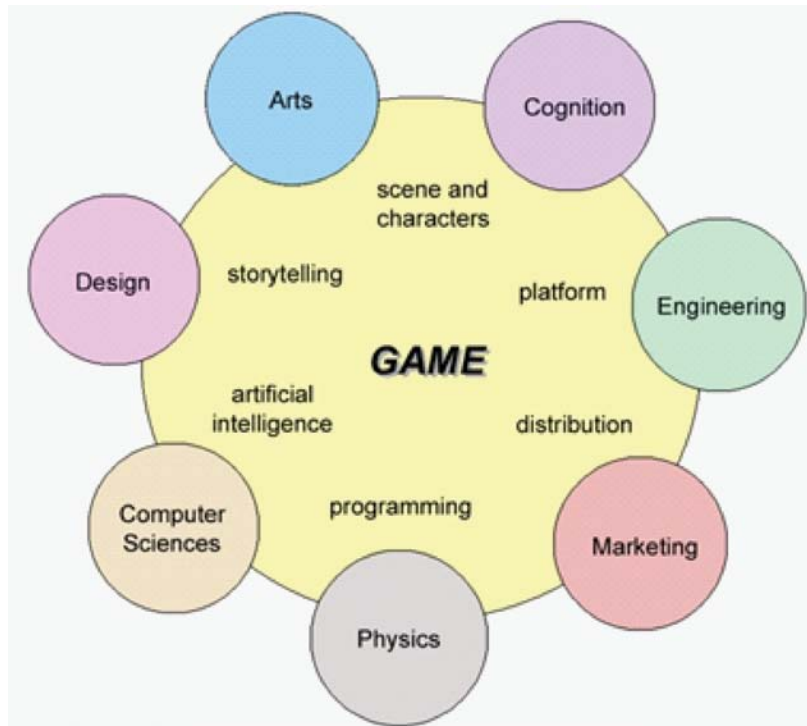 Arts
Cognition
scene and
characters
Design
storytelling
platform
Engineering
GAME
artificial
intelligence
distribution
Computer
Sciences
programming
Marketing
Physics